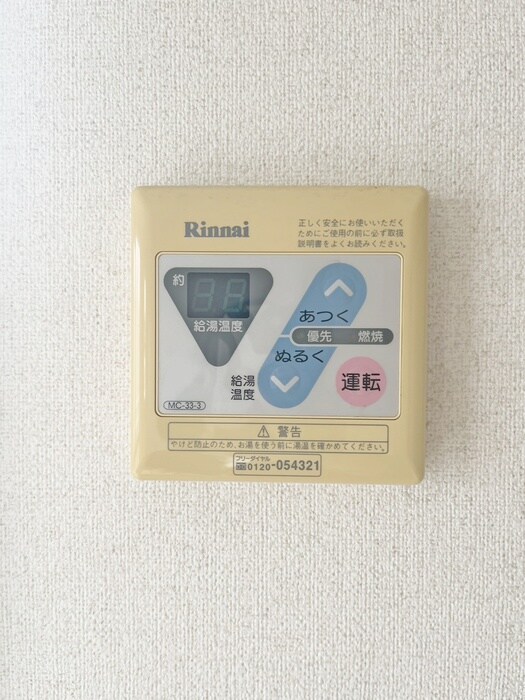 Rinnai
正しく安全にお使いいただく
ためにご使用の前に必ず取扱
説明書をよくお読みください。
約
給湯温度
あつく
優先 燃焼
ぬるく
給湯
温度
運転
MC-33-3
⚠ 警告
やけど防止のため、お湯を使う前に湯温を確かめてください。
フリーダイヤル
0120-054321